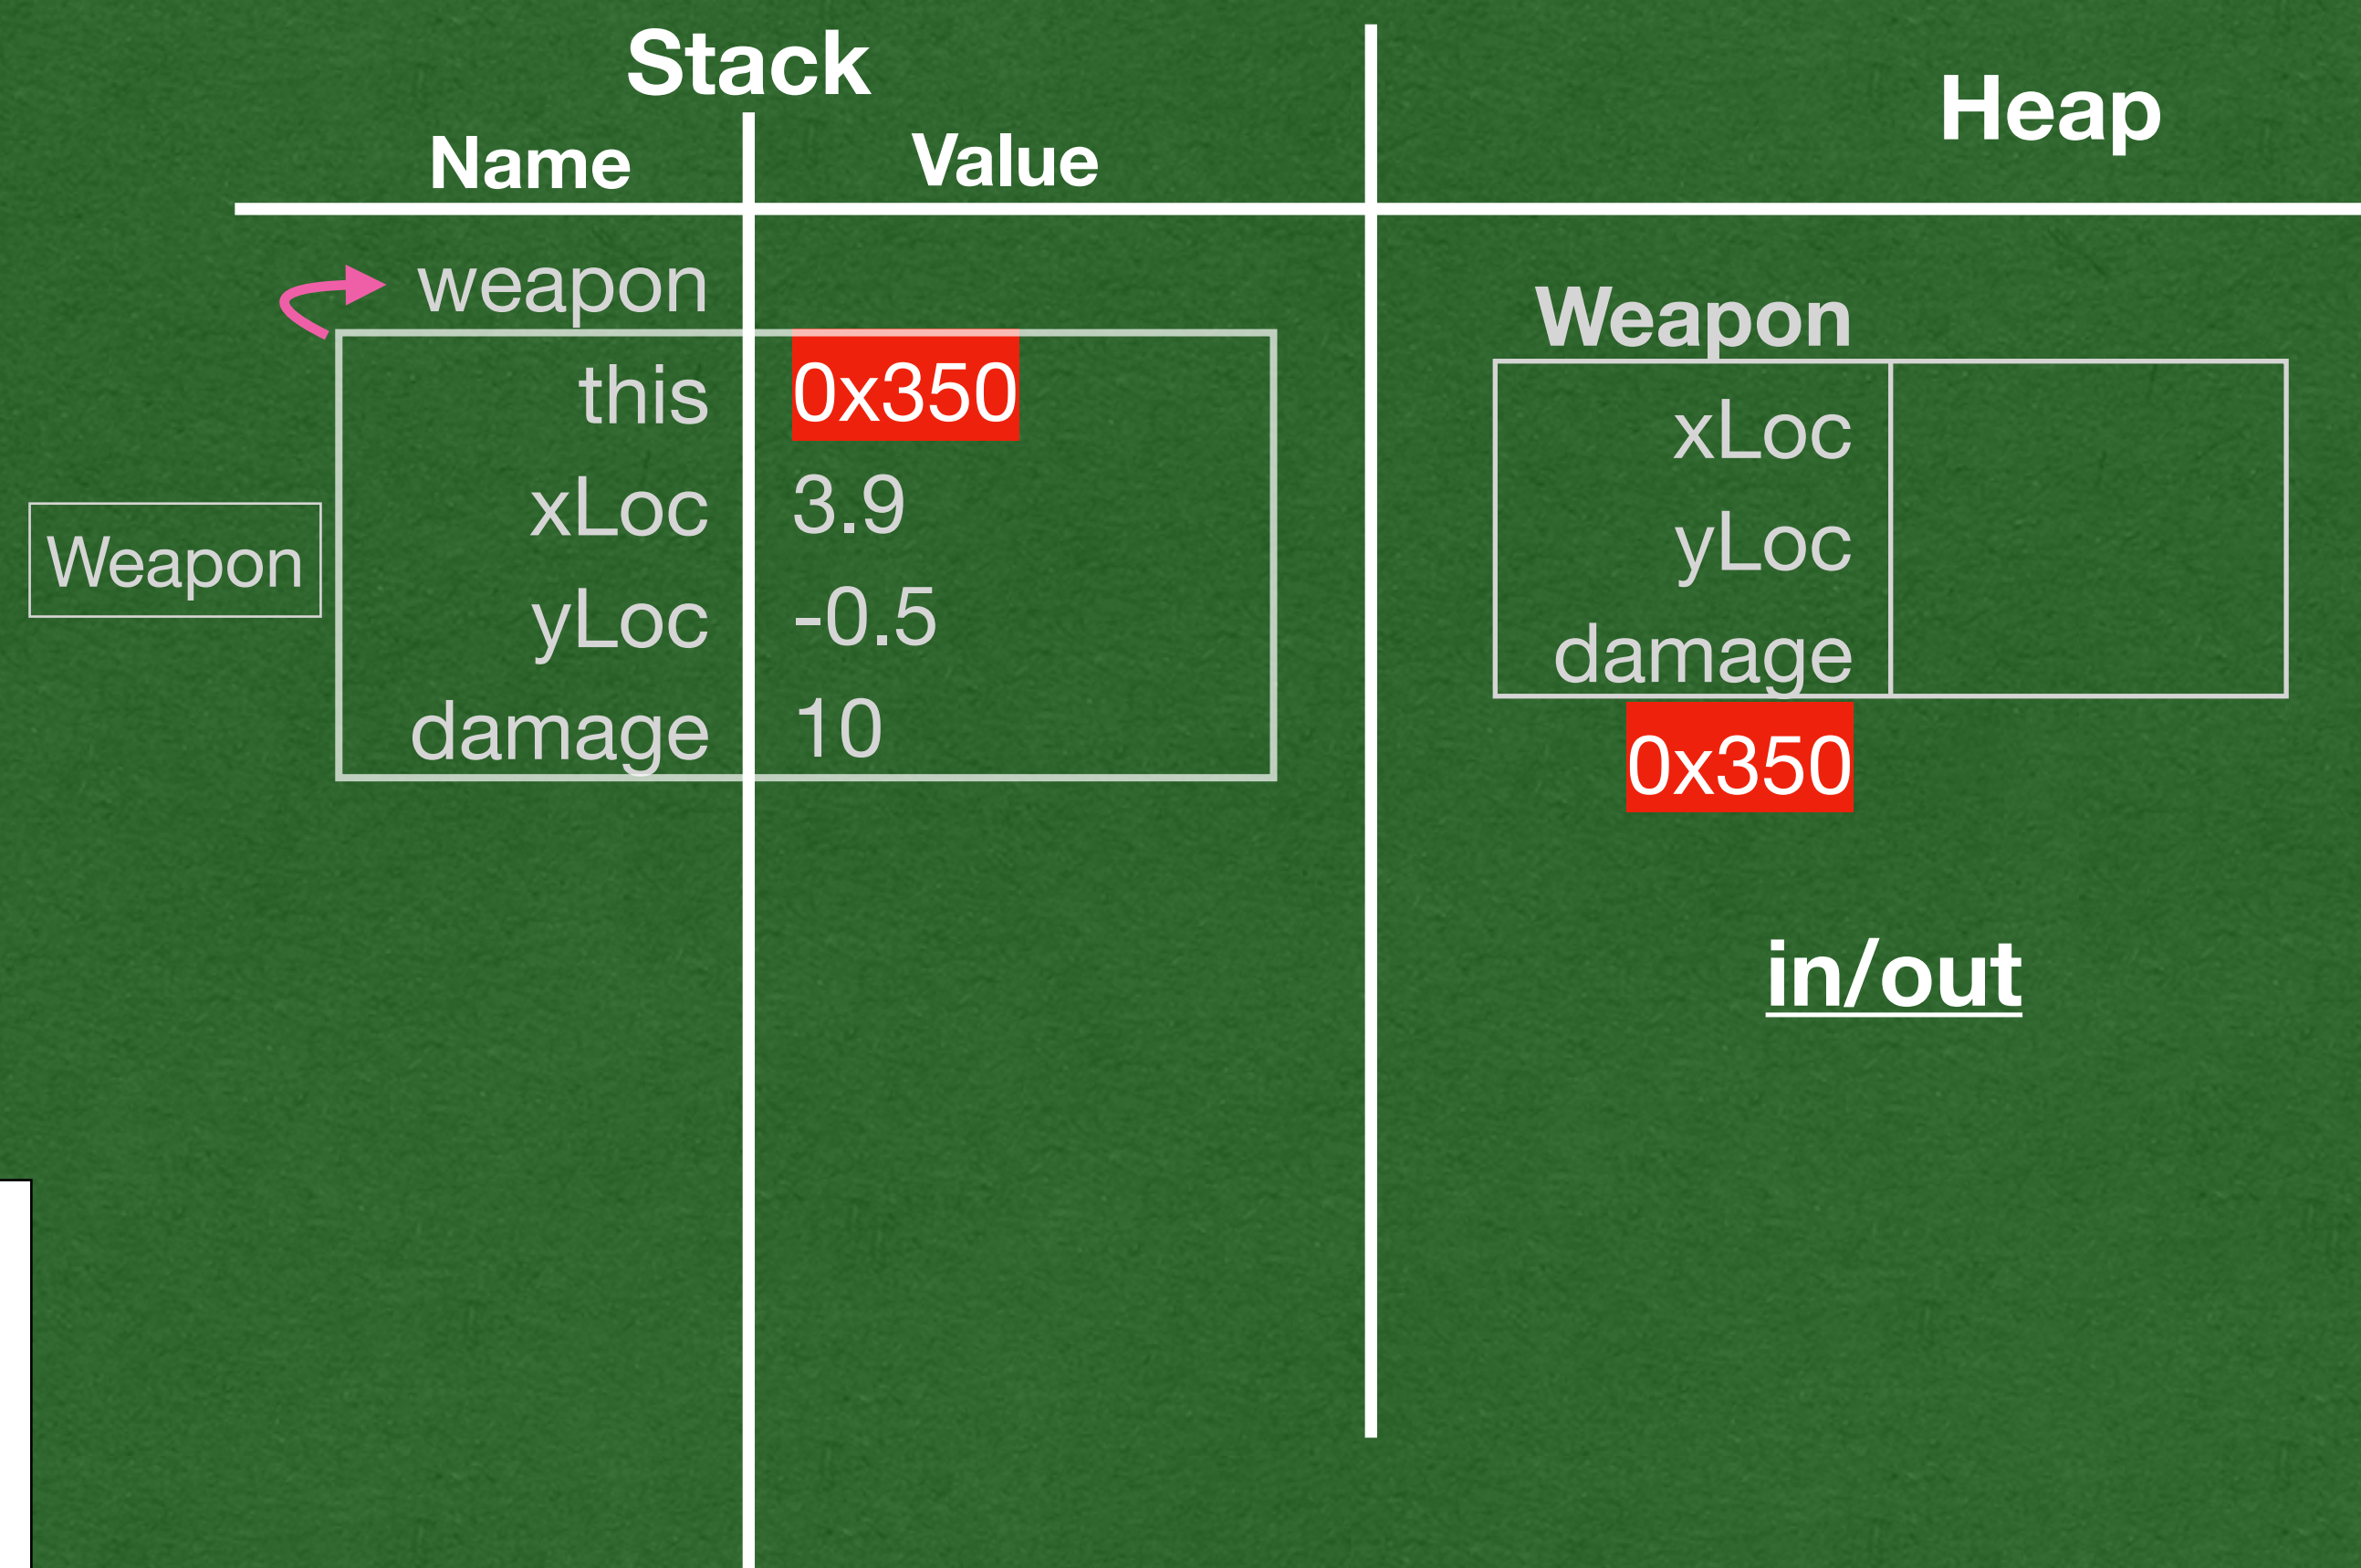 Stack
Heap
Name Value
weapon
this 0x350
xLoc 3.9
yLoc -0.5
damage 10
Weapon
Weapon
xLoc
yLoc
damage
0x350
in/out